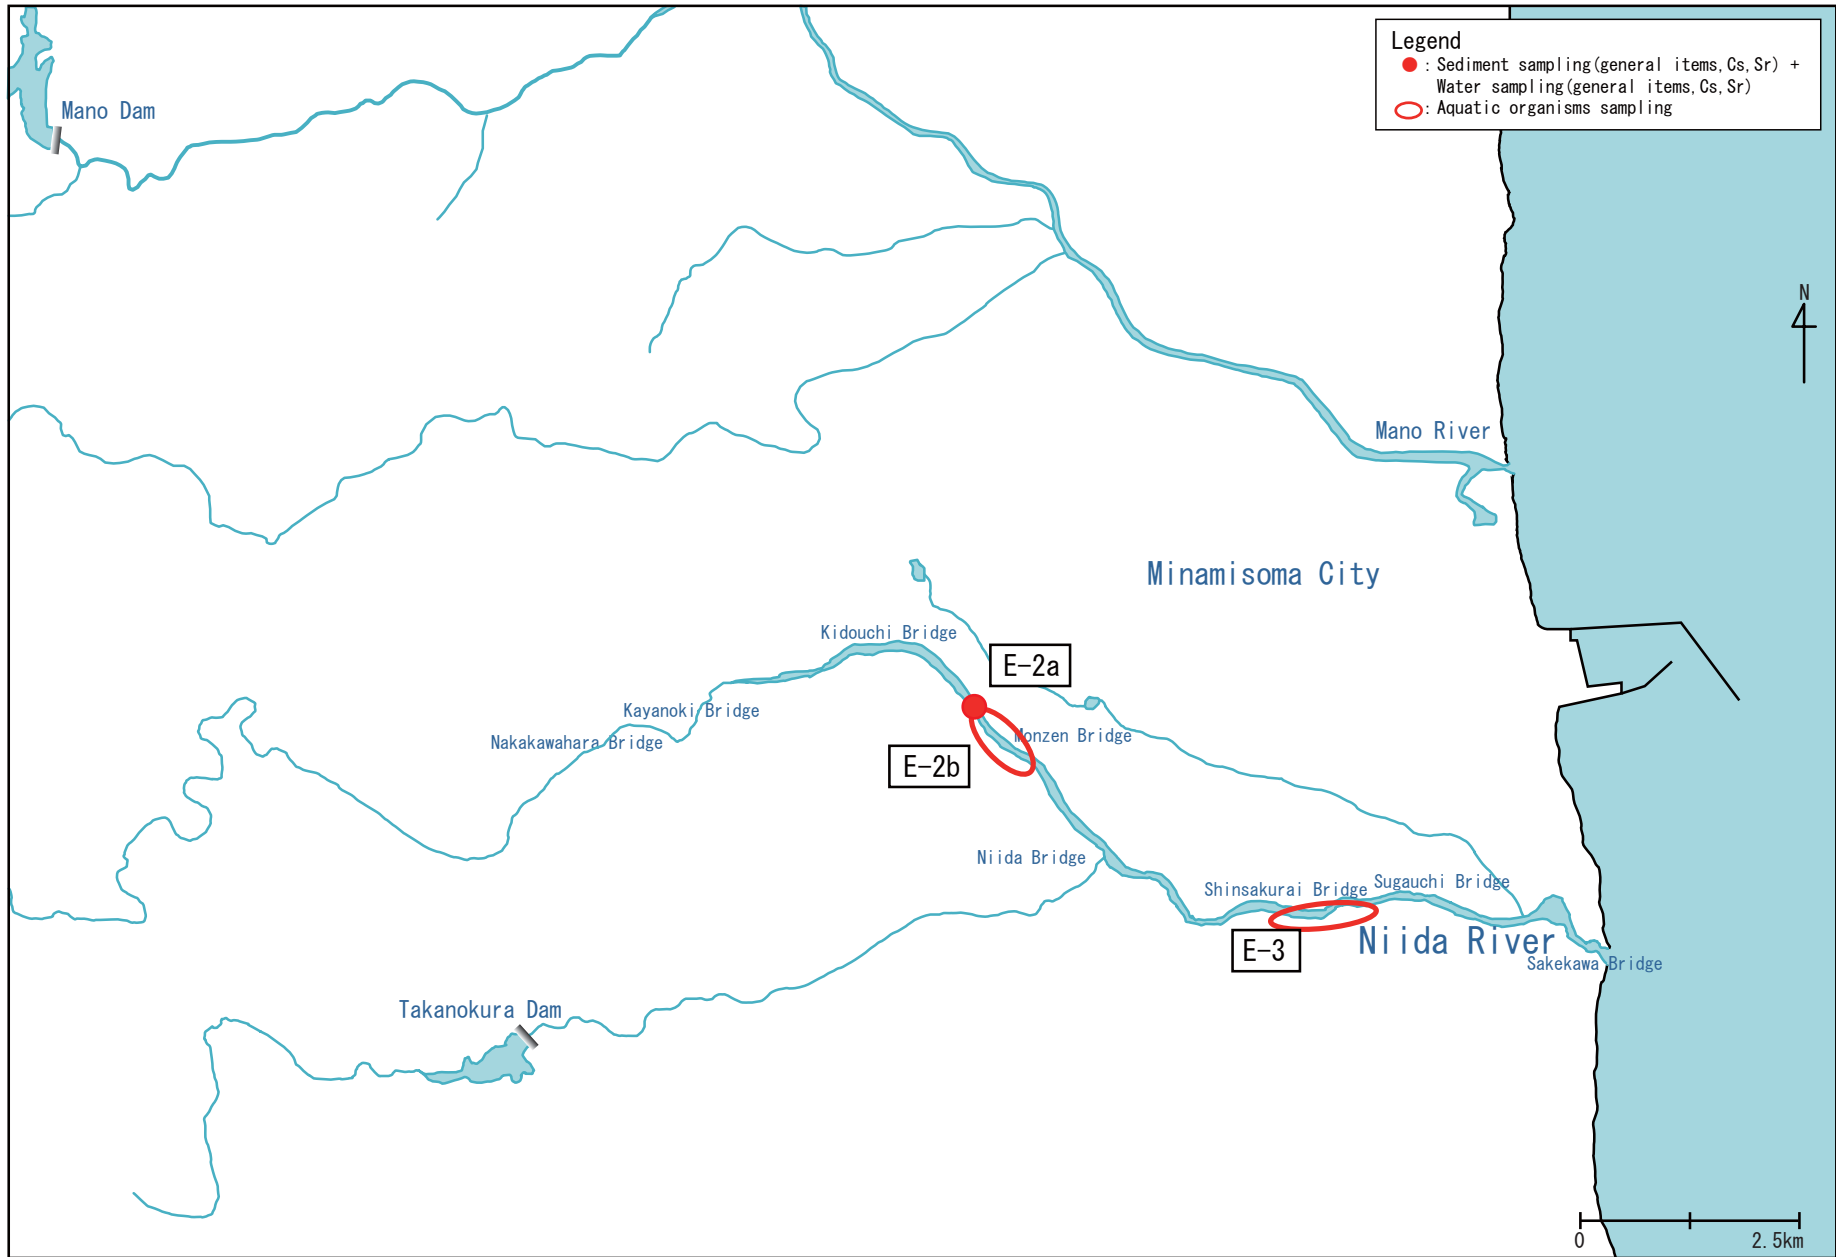 Legend
: Sediment sampling(general items,Cs,Sr) +
Water sampling(general items,Cs,Sr)
: Aquatic organisms sampling
Mano Dam
N
Mano River
Minamisoma City
Kidouchi Bridge
E-2a
Kayanoki Bridge
Monzen Bridge
Nakakawahara Bridge
E-2b
Niida Bridge
Shinsakurai Bridge
Sugauchi Bridge
E-3
Niida River
Sakekawa Bridge
Takanokura Dam
0 2.5km